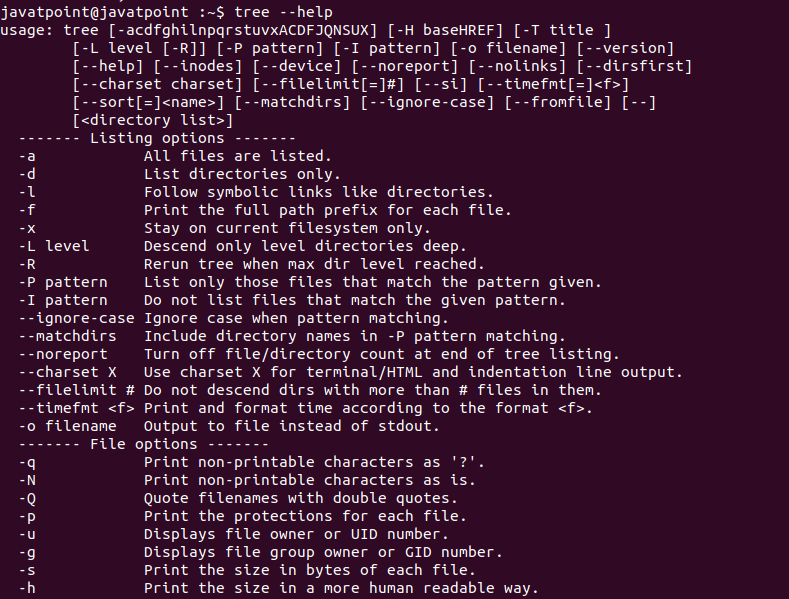 javatpoint@javatpoint :~$ tree --help
usage: tree [-acdfghilnpqrstuvxACDFJQNSUX] [-H baseHREF] [-T title ]
        [-L level [-R]] [-P pattern] [-I pattern] [-o filename] [--version]
        [--help] [--inodes] [--device] [--noreport] [--nolinks] [--dirsfirst]
        [--charset charset] [--filelimit[=]#] [--si] [--timefmt[=]<f>]
        [--sort[=]<name>] [--matchdirs] [--ignore-case] [--fromfile] [--]
        [<directory list>]
  ------- Listing options -------
  -a            All files are listed.
  -d            List directories only.
  -l            Follow symbolic links like directories.
  -f            Print the full path prefix for each file.
  -x            Stay on current filesystem only.
  -L level      Descend only level directories deep.
  -R            Rerun tree when max dir level reached.
  -P pattern    List only those files that match the pattern given.
  -I pattern    Do not list files that match the given pattern.
  --ignore-case Ignore case when pattern matching.
  --matchdirs   Include directory names in -P pattern matching.
  --noreport    Turn off file/directory count at end of tree listing.
  --charset X   Use charset X for terminal/HTML and indentation line output.
  --filelimit # Do not descend dirs with more than # files in them.
  --timefmt <f> Print and format time according to the format <f>.
  -o filename   Output to file instead of stdout.
  ------- File options -------
  -q            Print non-printable characters as '?'.
  -N            Print non-printable characters as is.
  -Q            Quote filenames with double quotes.
  -p            Print the protections for each file.
  -u            Displays file owner or UID number.
  -g            Displays file group owner or GID number.
  -s            Print the size in bytes of each file.
  -h            Print the size in a more human readable way.